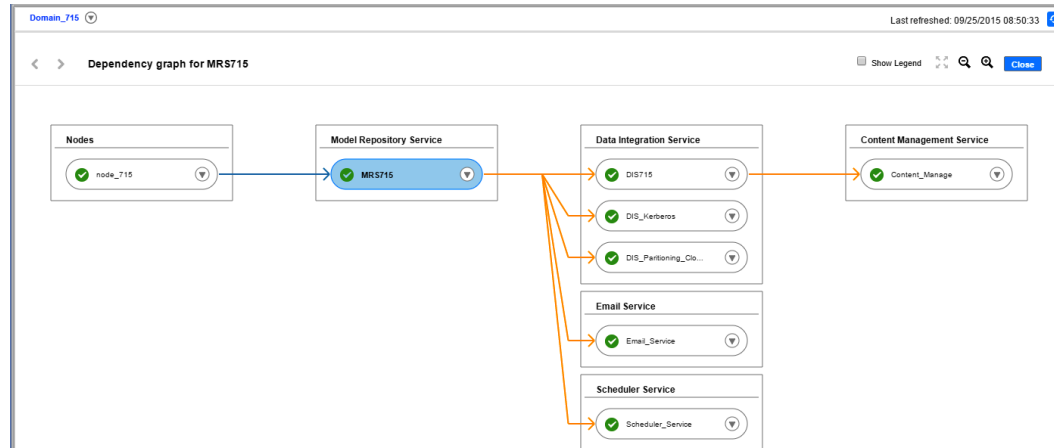 Domain_715
Last refreshed: 09/25/2015 08:50:33
Dependency graph for MRS715
Show Legend
Close
Nodes
node_715
Model Repository Service
MRS715
Data Integration Service
DIS715
DIS_Kerberos
DIS_Paritioning_Clo...
Content Management Service
Content_Manage
Email Service
Email_Service
Scheduler Service
Scheduler_Service